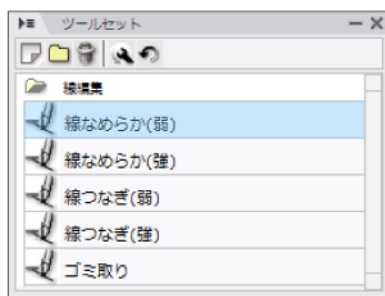 ツールセット
線編集
線なめらか(弱)
線なめらか(強)
線つなぎ(弱)
線つなぎ(強)
ゴミ取り